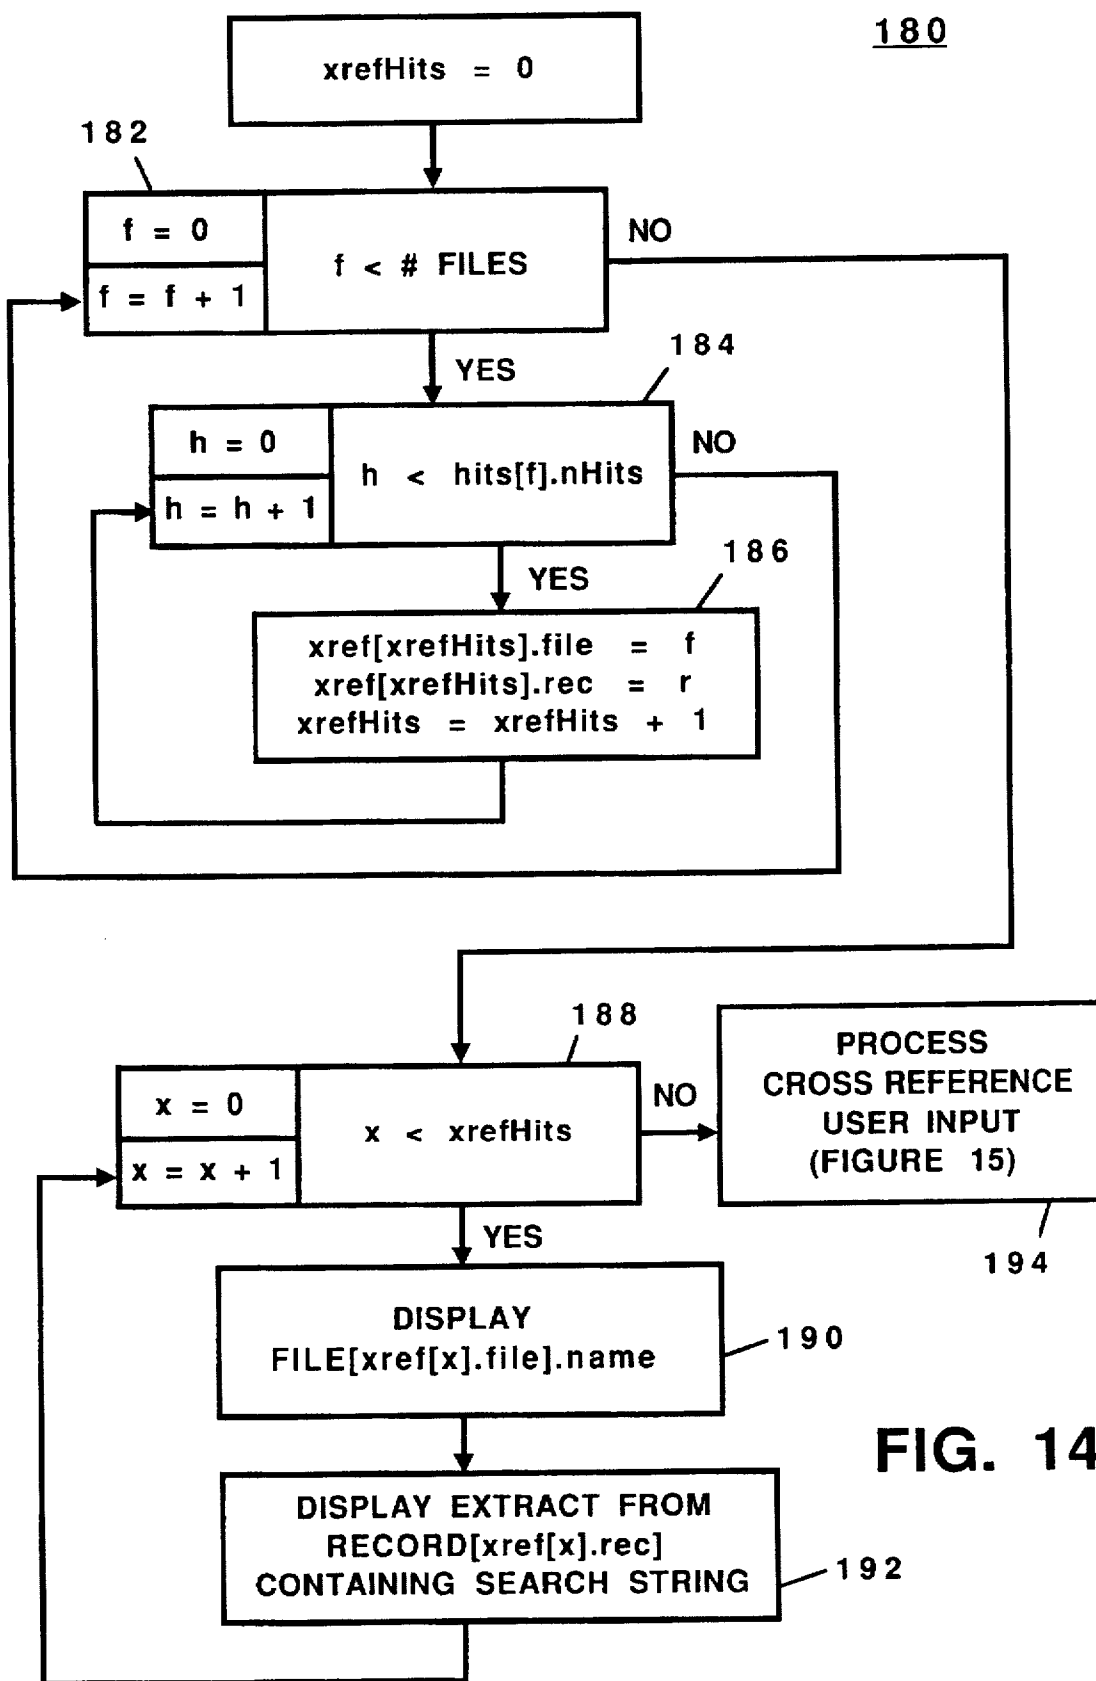 180
xrefHits = 0
182
f = 0
f = f + 1
f < # FILES
NO
YES
184
h = 0
h = h + 1
h < hits[f].nHits
NO
YES
186
xref[xrefHits].file = f
xref[xrefHits].rec = r
xrefHits = xrefHits + 1
188
x = 0
x = x + 1
x < xrefHits
NO
PROCESS
CROSS REFERENCE
USER INPUT
(FIGURE 15)
194
YES
DISPLAY
FILE[xref[x].file].name
190
FIG. 14
DISPLAY EXTRACT FROM
RECORD[xref[x].rec]
CONTAINING SEARCH STRING
192